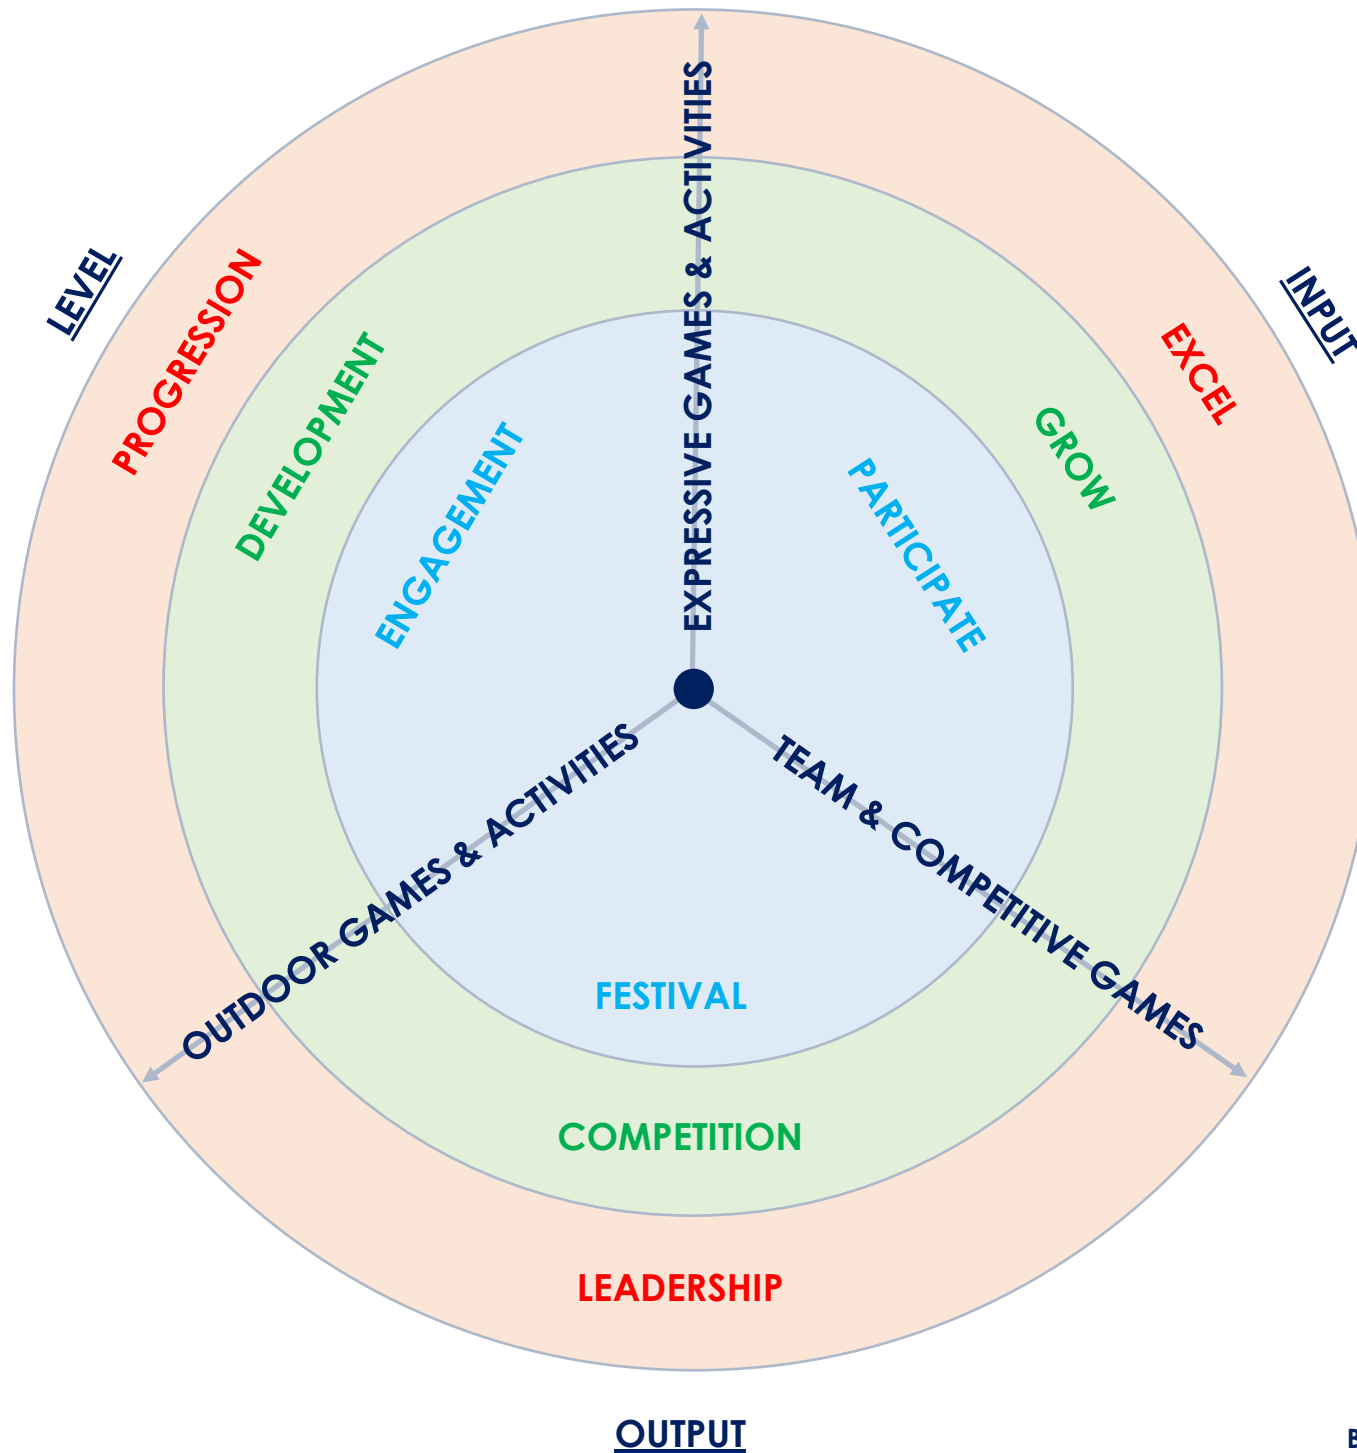 EXPRESSIVE GAMES & ACTIVITIES
LEVEL
INPUT
PROGRESSION
EXCEL
DEVELOPMENT
GROW
ENGAGEMENT
PARTICIPATE
OUTDOOR GAMES & ACTIVITIES
TEAM & COMPETITIVE GAMES
FESTIVAL
COMPETITION
LEADERSHIP
OUTPUT
B